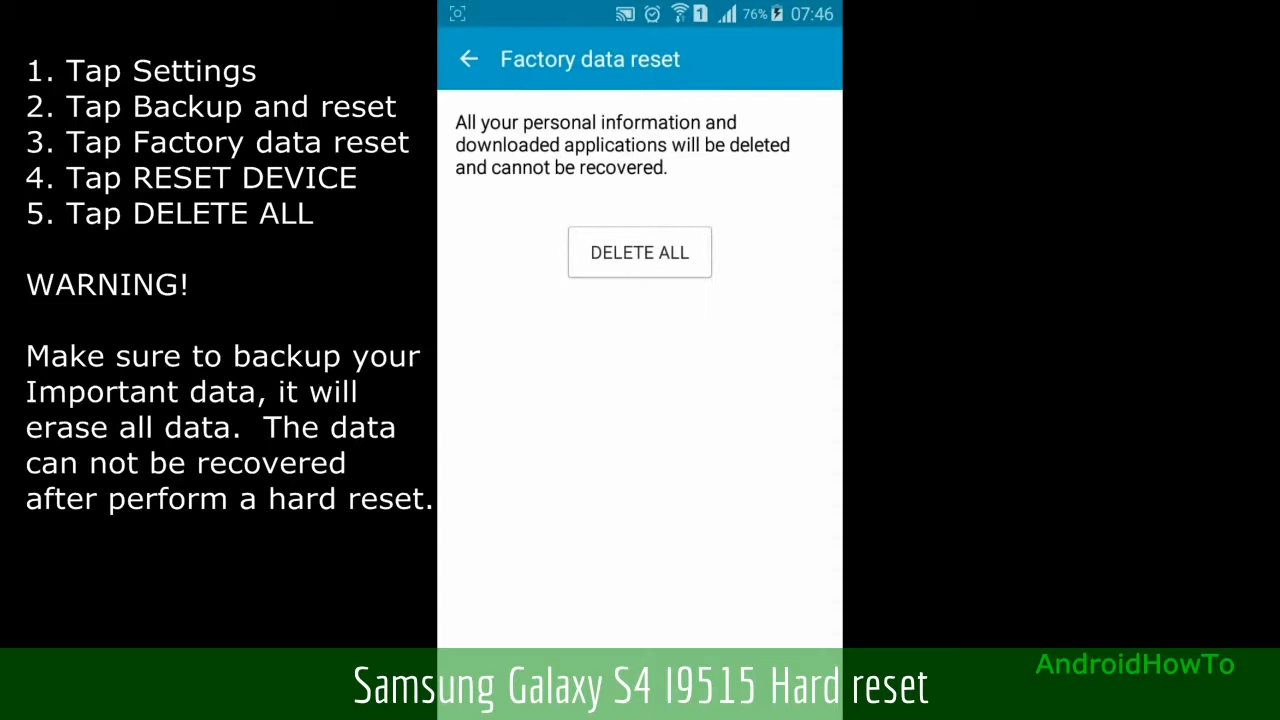 1. Tap Settings
2. Tap Backup and reset
3. Tap Factory data reset
4. Tap RESET DEVICE
5. Tap DELETE ALL
WARNING!
Make sure to backup your
Important data, it will
erase all data.  The data
can not be recovered
after perform a hard reset.
1 76% 07:46
Factory data reset
All your personal information and
downloaded applications will be deleted
and cannot be recovered.
DELETE ALL
AndroidHowTo
Samsung Galaxy S4 I9515 Hard reset